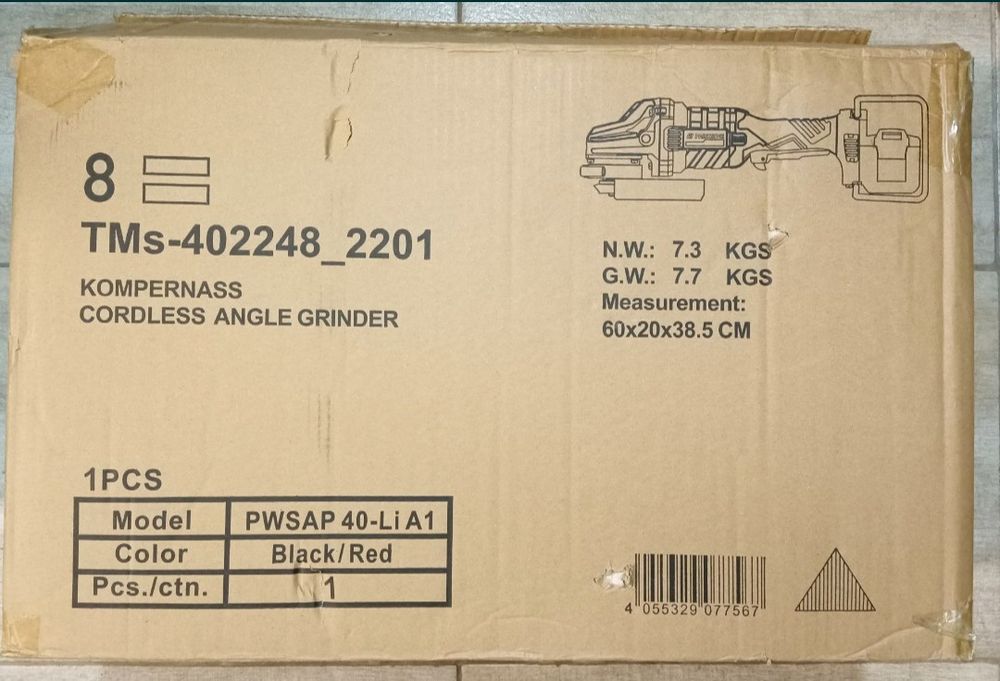 8
TMs-402248_2201
KOMPERNASS
CORDLESS ANGLE GRINDER
N.W.: 7.3 KGS
G.W.: 7.7 KGS
Measurement:
60x20x38.5 CM
1PCS
Model PWSAP 40-Li A1
Color Black/Red
Pcs./ctn. 1
4 055329 077567